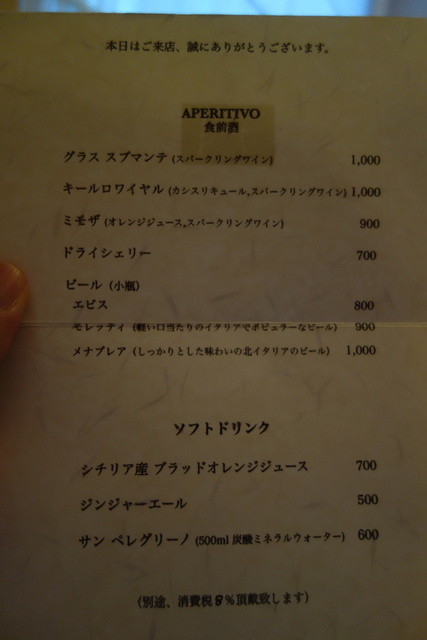 本日はご来店、誠にありがとうございます。
APERITIVO
食前酒
グラス スプマンテ (スパークリングワイン) 1,000
キールロワイヤル (カシスリキュール,スパークリングワイン) 1,000
ミモザ (オレンジジュース,スパークリングワイン) 900
ドライシェリー 700
ビール (小瓶)
エビス 800
モレッティ (軽い口当たりのイタリアでポピュラーなビール) 900
メナブレア (しっかりとした味わいの北イタリアのビール) 1,000
ソフトドリンク
シチリア産 ブラッドオレンジジュース 700
ジンジャーエール 500
サン ペレグリーノ (500ml 炭酸ミネラルウォーター) 600
(別途、消費税8%頂戴致します)